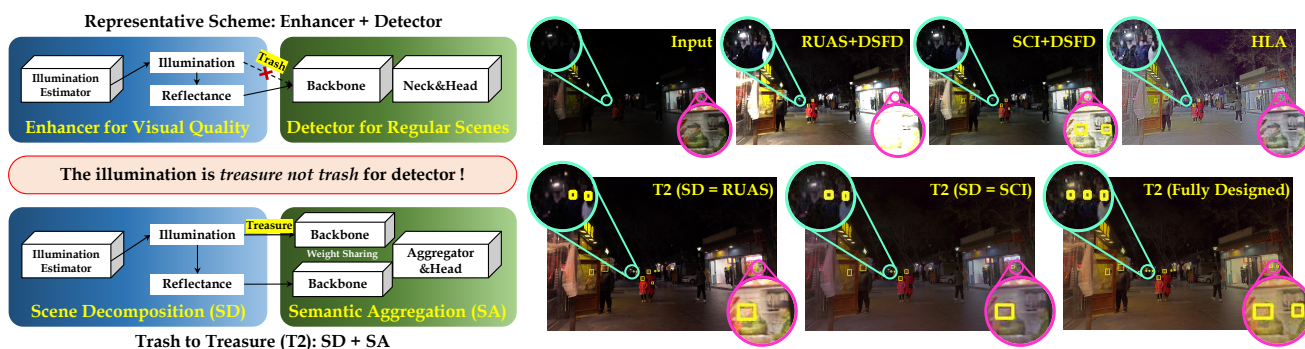 Representative Scheme: Enhancer + Detector
Illumination
Estimator
Illumination
Reflectance
Trash
Backbone
Neck&Head
Enhancer for Visual Quality
Detector for Regular Scenes
The illumination is treasure not trash for detector !
Illumination
Estimator
Illumination
Reflectance
Treasure
Backbone
Weight Sharing
Backbone
Aggregator
&Head
Scene Decomposition (SD)
Semantic Aggregation (SA)
Trash to Treasure (T2): SD + SA
Input
RUAS+DSFD
SCI+DSFD
HLA
T2 (SD = RUAS)
T2 (SD = SCI)
T2 (Fully Designed)